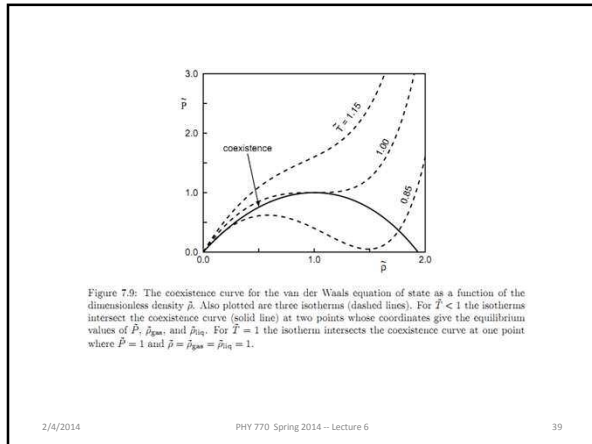 3.0
P̃
2.0
1.0
0.0
0.0
1.0
2.0
ρ̃
coexistence
T̃ = 1.15
1.00
0.85
Figure 7.9: The coexistence curve for the van der Waals equation of state as a function of the
dimensionless density ρ̃. Also plotted are three isotherms (dashed lines). For T̃ < 1 the isotherms
intersect the coexistence curve (solid line) at two points whose coordinates give the equilibrium
values of P̃, ρ̃gas, and ρ̃liq. For T̃ = 1 the isotherm intersects the coexistence curve at one point
where P̃ = 1 and ρ̃ = ρ̃gas = ρ̃liq = 1.
2/4/2014
PHY 770 Spring 2014 -- Lecture 6
39